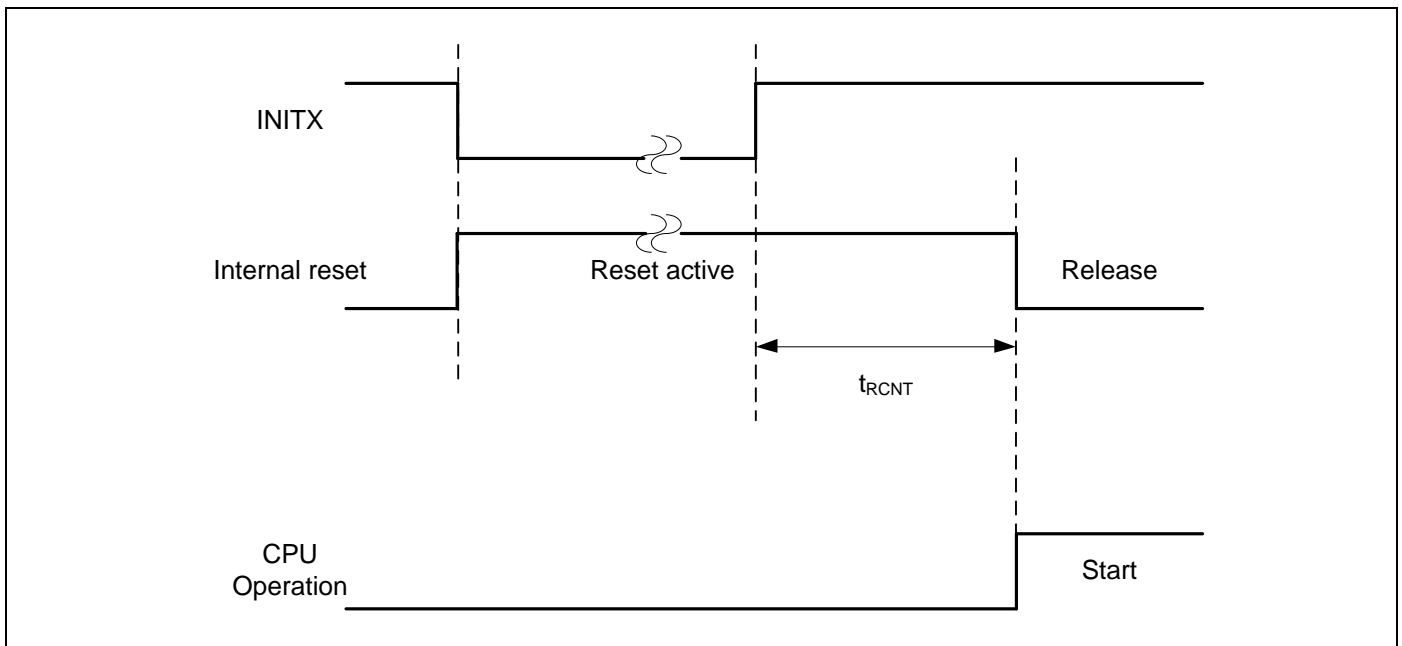 INITX
Internal reset
Reset active
Release
tRCNT
CPU
Operation
Start